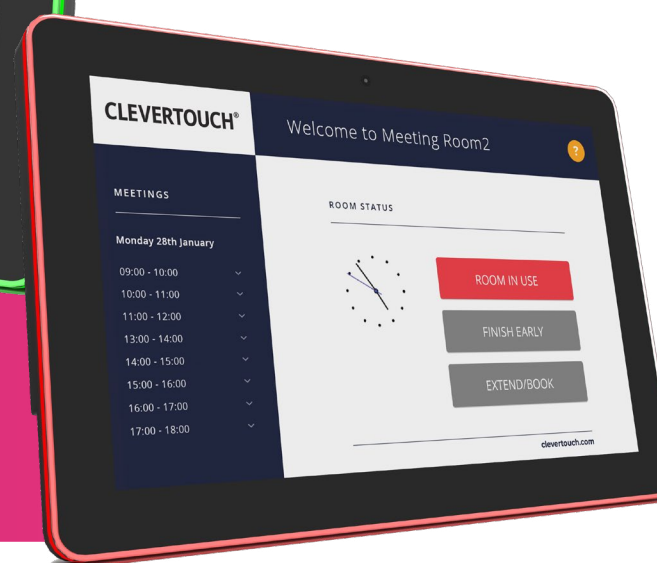 CLEVERTOUCH®
Welcome to Meeting Room2
?
MEETINGS
Monday 28th January
09:00 - 10:00
10:00 - 11:00
11:00 - 12:00
13:00 - 14:00
14:00 - 15:00
15:00 - 16:00
16:00 - 17:00
17:00 - 18:00
ROOM STATUS
ROOM IN USE
FINISH EARLY
EXTEND/BOOK
clevertouch.com